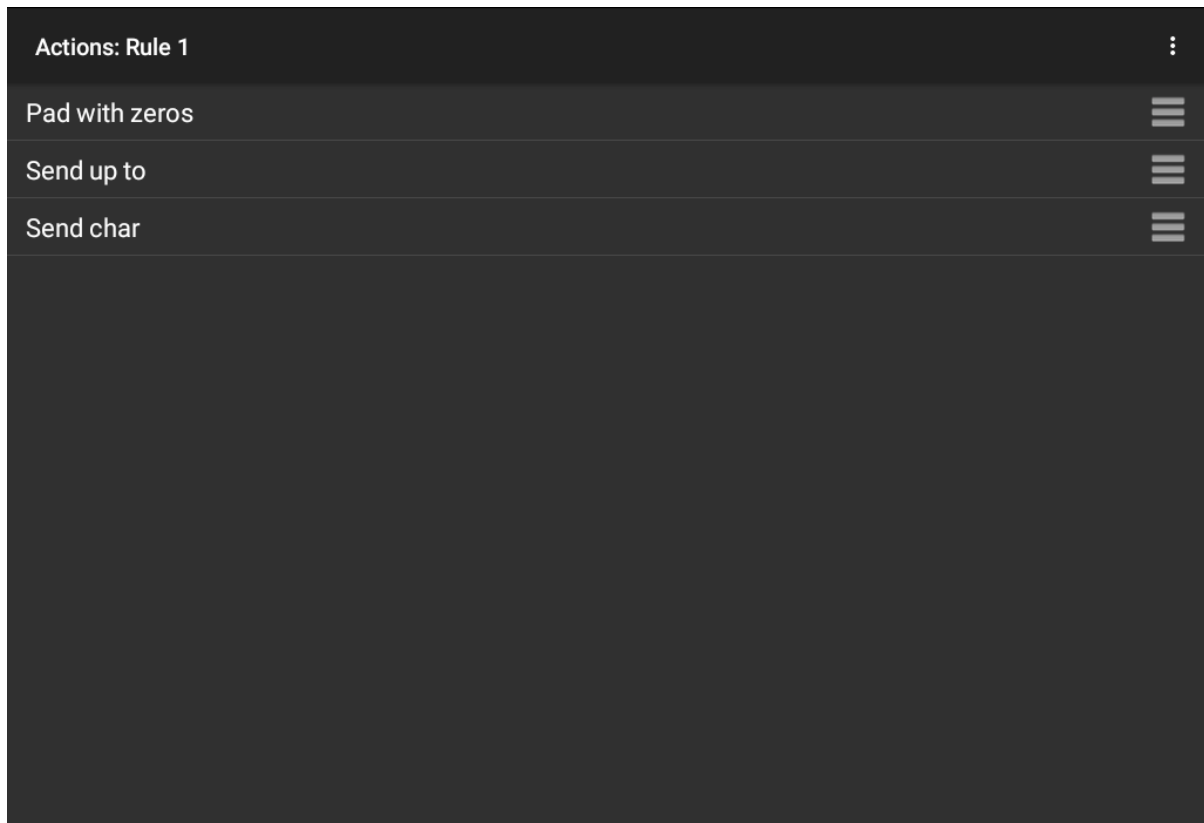 Actions: Rule 1
Pad with zeros
Send up to
Send char